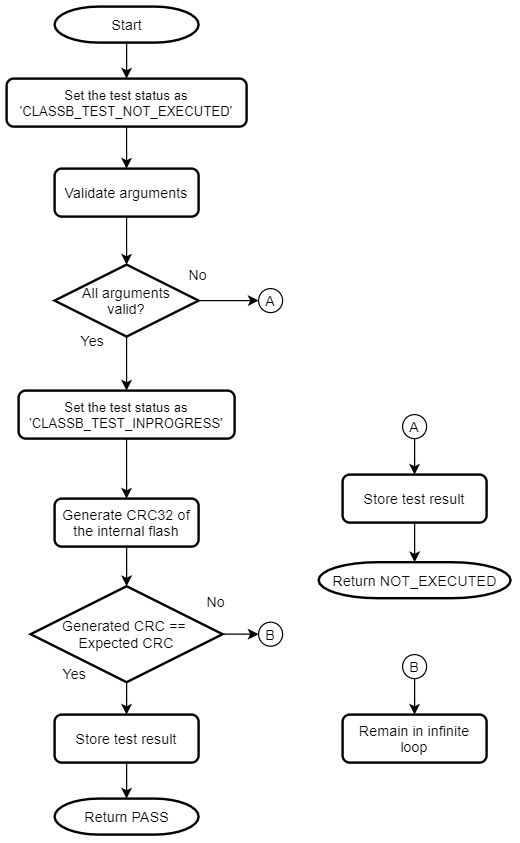 Start
Set the test status as
'CLASSB_TEST_NOT_EXECUTED'
Validate arguments
All arguments
valid?
No
A
Yes
Set the test status as
'CLASSB_TEST_INPROGRESS'
Generate CRC32 of
the internal flash
Generated CRC ==
Expected CRC
No
B
Yes
Store test result
Return PASS
A
Store test result
Return NOT_EXECUTED
B
Remain in infinite
loop